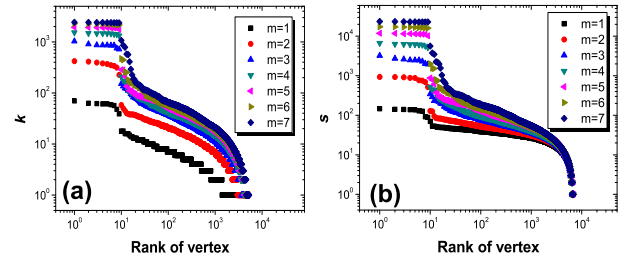 k
10³
10²
10¹
10⁰
m=1
m=2
m=3
m=4
m=5
m=6
m=7
(a)
10⁰ 10¹ 10² 10³ 10⁴
Rank of vertex
s
10⁴
10³
10²
10¹
10⁰
m=1
m=2
m=3
m=4
m=5
m=6
m=7
(b)
10⁰ 10¹ 10² 10³ 10⁴
Rank of vertex